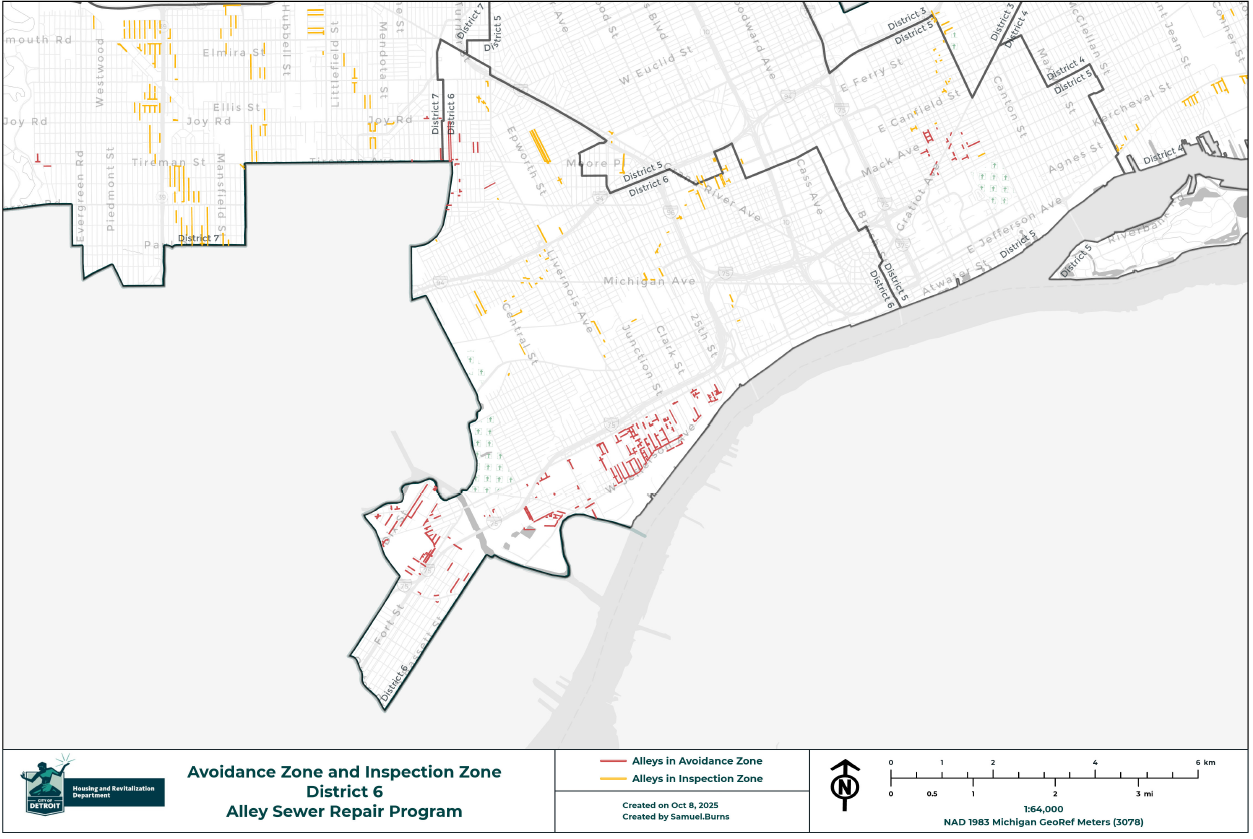 District 7
District 5
District 3
District 5
District 3
District 4
mouth Rd
Westwood
Elmira St
Hubbell St
Littlefield St
Mendota St
W Euclid St
E Ferry St
District 4
District 5
McClellan St
Kercheval St
Ellis St
Joy Rd
Joy Rd
Joy Rd
District 7
District 6
E Canfield St
Canton St
Tireman St
Tireman Ave
Epworth St
Moore Pl
District 5
District 6
Mack Ave
Agnes St
District 4
Evergreen Rd
Piedmont St
Mansfield St
River Ave
Cass Ave
Gratiot Ave
E Jefferson Ave
District 5
District 5
Riverbank
District 7
Livernois Ave
Michigan Ave
District 5
District 6
Atwater St
Central St
Junction St
Clark St
25th St
Fort St
District 6
CITY OF
DETROIT
Housing and Revitalization
Department
Avoidance Zone and Inspection Zone
District 6
Alley Sewer Repair Program
Alleys in Avoidance Zone
Alleys in Inspection Zone
Created on Oct 8, 2025
Created by Samuel.Burns
N
0 1 2 4 6 km
0 0.5 1 2 3 mi
1:64,000
NAD 1983 Michigan GeoRef Meters (3078)